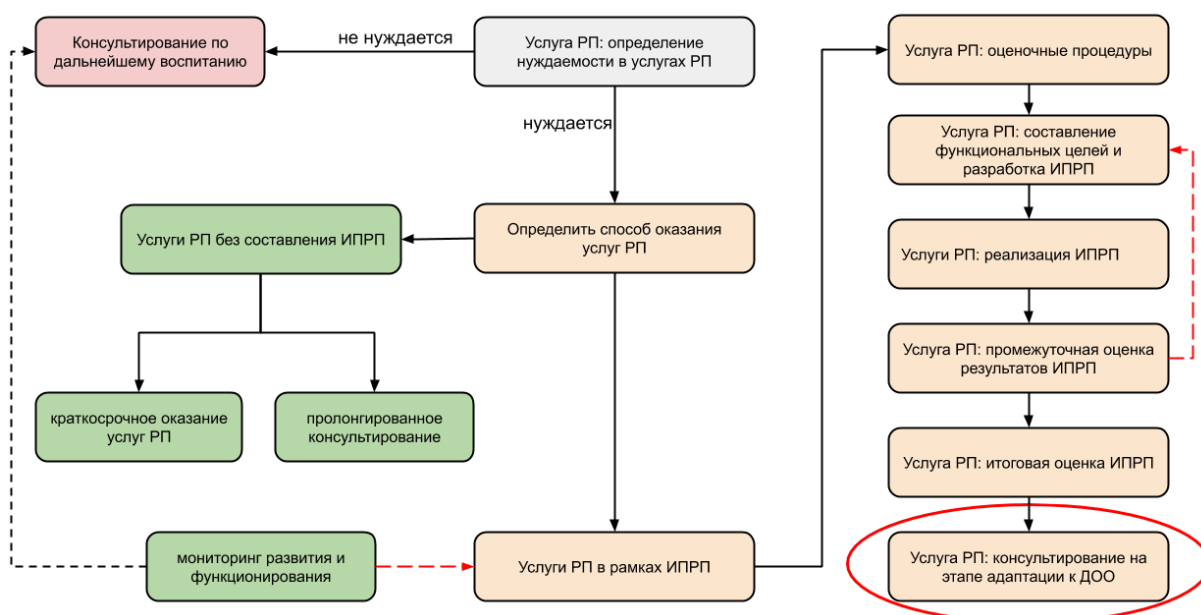 Консультирование по
дальнейшему воспитанию
не нуждается
Услуга РП: определение
нуждаемости в услугах РП
нуждается
Определить способ оказания
услуг РП
Услуги РП без составления ИПРП
краткосрочное оказание
услуг РП
пролонгированное
консультирование
мониторинг развития и
функционирования
Услуги РП в рамках ИПРП
Услуга РП: оценочные процедуры
Услуга РП: составление
функциональных целей и
разработка ИПРП
Услуги РП: реализация ИПРП
Услуга РП: промежуточная оценка
результатов ИПРП
Услуга РП: итоговая оценка ИПРП
Услуга РП: консультирование на
этапе адаптации к ДОО